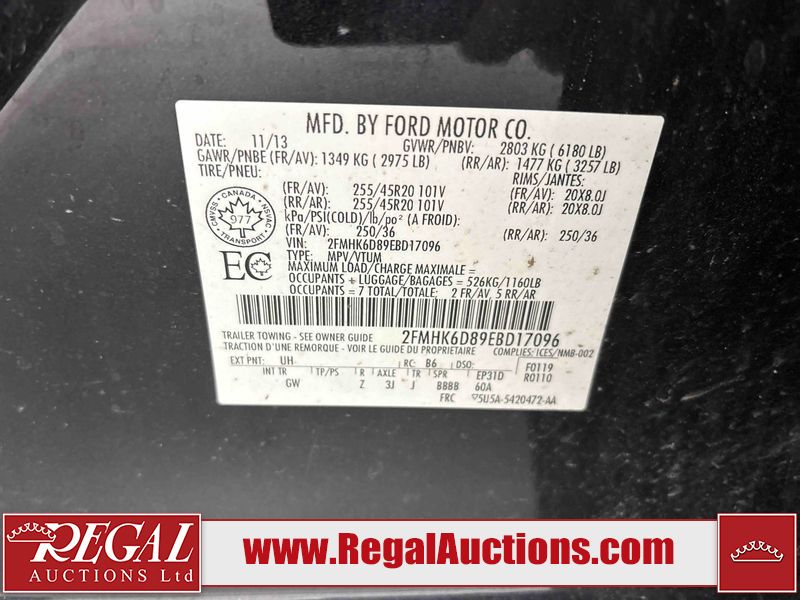 MFD. BY FORD MOTOR CO.
DATE: 11/13 GVWR/PNBV: 2803 KG ( 6180 LB)
GAWR/PNBE (FR/AV): 1349 KG ( 2975 LB) (RR/AR): 1477 KG ( 3257 LB)
TIRE/PNEU: RIMS/JANTES:
(FR/AV): 255/45R20 101V (FR/AV): 20X8.0J
(RR/AR): 255/45R20 101V (RR/AR): 20X8.0J
kPa/PSI(COLD)/lb/po² (A FROID):
(FR/AV): 250/36 (RR/AR): 250/36
VIN: 2FMHK6D89EBD17096
TYPE: MPV/VTUM
MAXIMUM LOAD/CHARGE MAXIMALE =
OCCUPANTS + LUGGAGE/BAGAGES = 526KG/1160LB
OCCUPANTS = 7 TOTAL/TOTALE: 2 FR/AV, 5 RR/AR
CANADA
CMVSS NSVAC
977
TRANSPORT
EC
TRAILER TOWING - SEE OWNER GUIDE 2FMHK6D89EBD17096
TRACTION D'UNE REMORQUE - VOIR LE GUIDE DU PROPRIETAIRE COMPLIES: ICES/NMB-002
EXT PNT: UH RC: B6 DSO: F0119
INT TR TP/PS R AXLE TR SPR EP31D R0110
GW Z 3J J BBBB 60A
FRC ▽5U5A-5420472-AA
REGAL
AUCTIONS Ltd
www.RegalAuctions.com